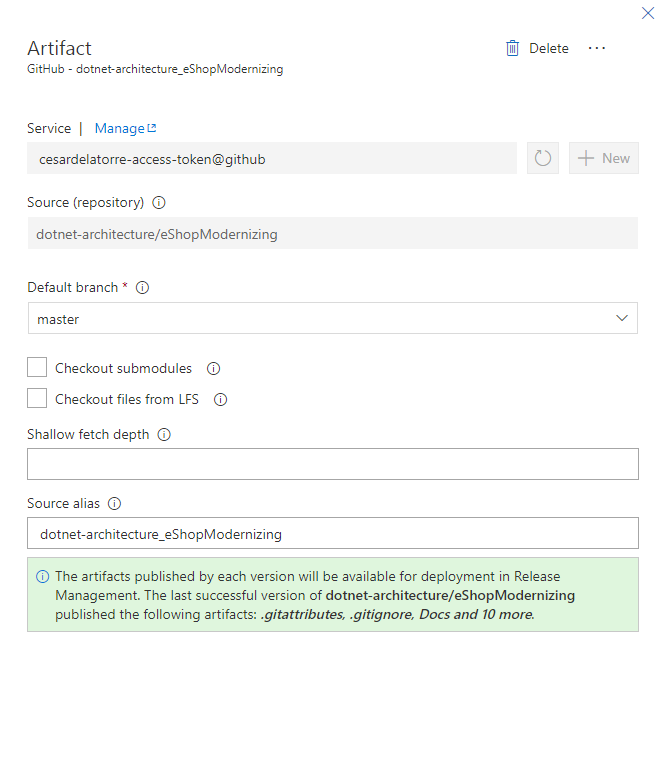 Artifact
Delete
GitHub - dotnet-architecture_eShopModernizing
Service | Manage
cesardelatorre-access-token@github
New
Source (repository)
dotnet-architecture/eShopModernizing
Default branch *
master
Checkout submodules
Checkout files from LFS
Shallow fetch depth
Source alias
dotnet-architecture_eShopModernizing
The artifacts published by each version will be available for deployment in Release
Management. The last successful version of dotnet-architecture/eShopModernizing
published the following artifacts: .gitattributes, .gitignore, Docs and 10 more.